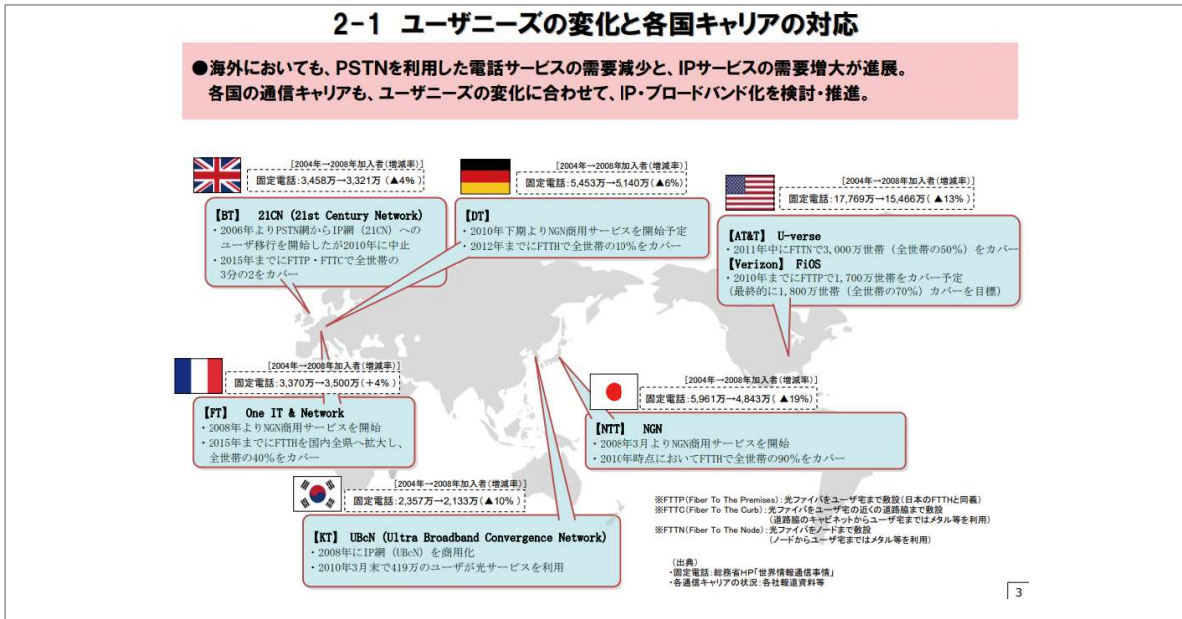 2-1 ユーザニーズの変化と各国キャリアの対応
●海外においても、PSTNを利用した電話サービスの需要減少と、IPサービスの需要増大が進展。
各国の通信キャリアも、ユーザニーズの変化に合わせて、IP・ブロードバンド化を検討・推進。
[2004年→2008年加入者(増減率)]
固定電話:3,458万→3,321万(▲4%)
【BT】 21CN (21st Century Network)
・2006年よりPSTN網からIP網(21CN)への
ユーザ移行を開始したが2010年に中止
・2015年までにFTTP・FTTCで全世帯の
3分の2をカバー
[2004年→2008年加入者(増減率)]
固定電話:5,453万→5,140万(▲6%)
【DT】
・2010年下期よりNGN商用サービスを開始予定
・2012年までにFTTHで全世帯の10%をカバー
[2004年→2008年加入者(増減率)]
固定電話:17,769万→15,466万(▲13%)
【AT&T】 U-verse
・2011年中にFTTNで3,000万世帯(全世帯の50%)をカバー
【Verizon】 FiOS
・2010年までにFTTPで1,700万世帯をカバー予定
(最終的に1,800万世帯(全世帯の70%)カバーを目標)
[2004年→2008年加入者(増減率)]
固定電話:3,370万→3,500万(+4%)
【FT】 One IT & Network
・2008年よりNGN商用サービスを開始
・2015年までにFTTHを国内全県へ拡大し、
全世帯の40%をカバー
[2004年→2008年加入者(増減率)]
固定電話:5,961万→4,843万(▲19%)
【NTT】 NGN
・2008年3月よりNGN商用サービスを開始
・2010年時点においてFTTHで全世帯の90%をカバー
[2004年→2008年加入者(増減率)]
固定電話:2,357万→2,133万(▲10%)
【KT】 UBcN (Ultra Broadband Convergence Network)
・2008年にIP網(UBcN)を商用化
・2010年3月末で419万のユーザが光サービスを利用
※FTTP(Fiber To The Premises):光ファイバをユーザ宅まで敷設(日本のFTTHと同義)
※FTTC(Fiber To The Curb):光ファイバをユーザ宅の近くの道路脇まで敷設
(道路脇のキャビネットからユーザ宅まではメタル等を利用)
※FTTN(Fiber To The Node):光ファイバをノードまで敷設
(ノードからユーザ宅まではメタル等を利用)
(出典)
・固定電話:総務省HP「世界情報通信事情」
・各通信キャリアの状況:各社報道資料等
3